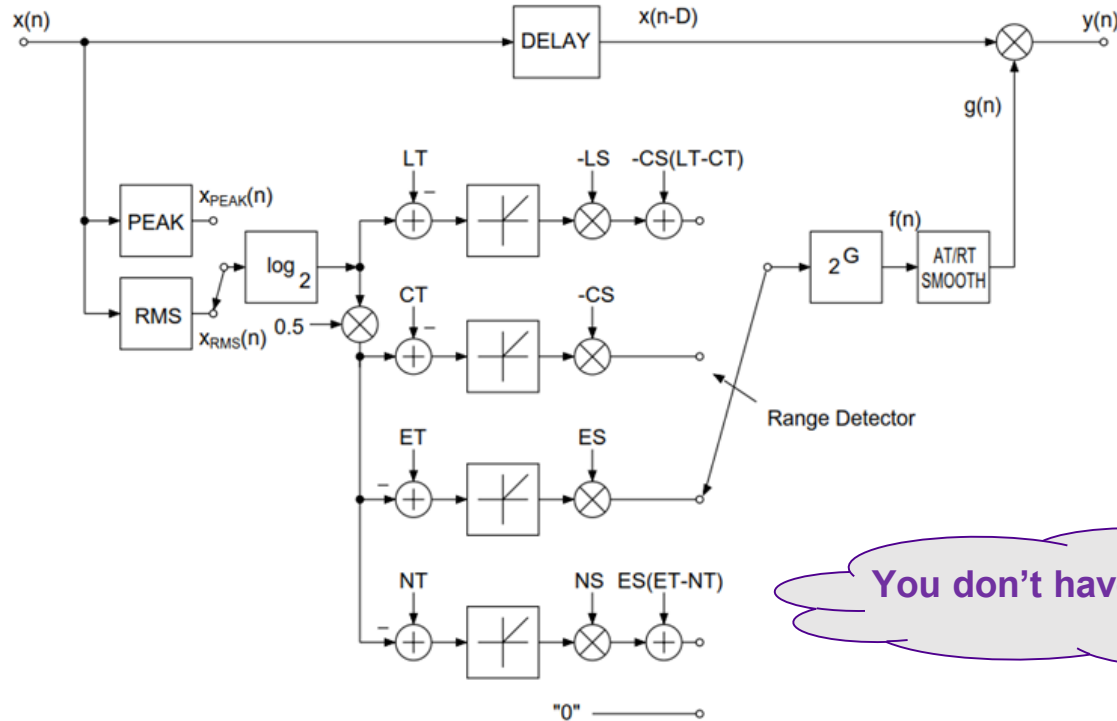 x(n)
x(n-D)
y(n)
DELAY
g(n)
LT
-LS
-CS(LT-CT)
−
xPEAK(n)
PEAK
f(n)
log2
2G
AT/RT
SMOOTH
RMS
xRMS(n)
CT
-CS
−
0.5
Range Detector
ET
ES
−
NT
NS
ES(ET-NT)
−
You don’t hav
"0"